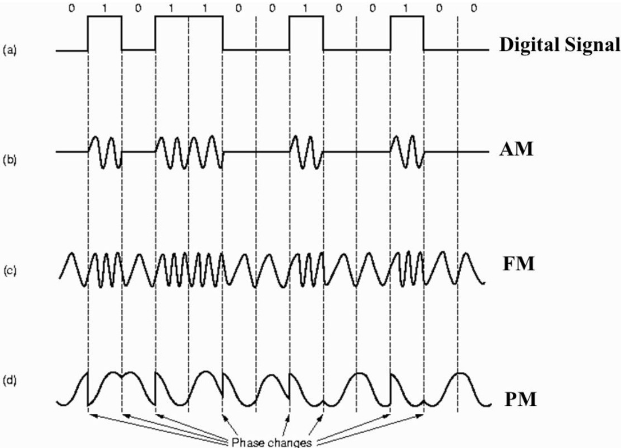 0 1 0 1 1 0 0 1 0 0 1 0 0
(a) Digital Signal
(b) AM
(c) FM
(d) PM
Phase changes